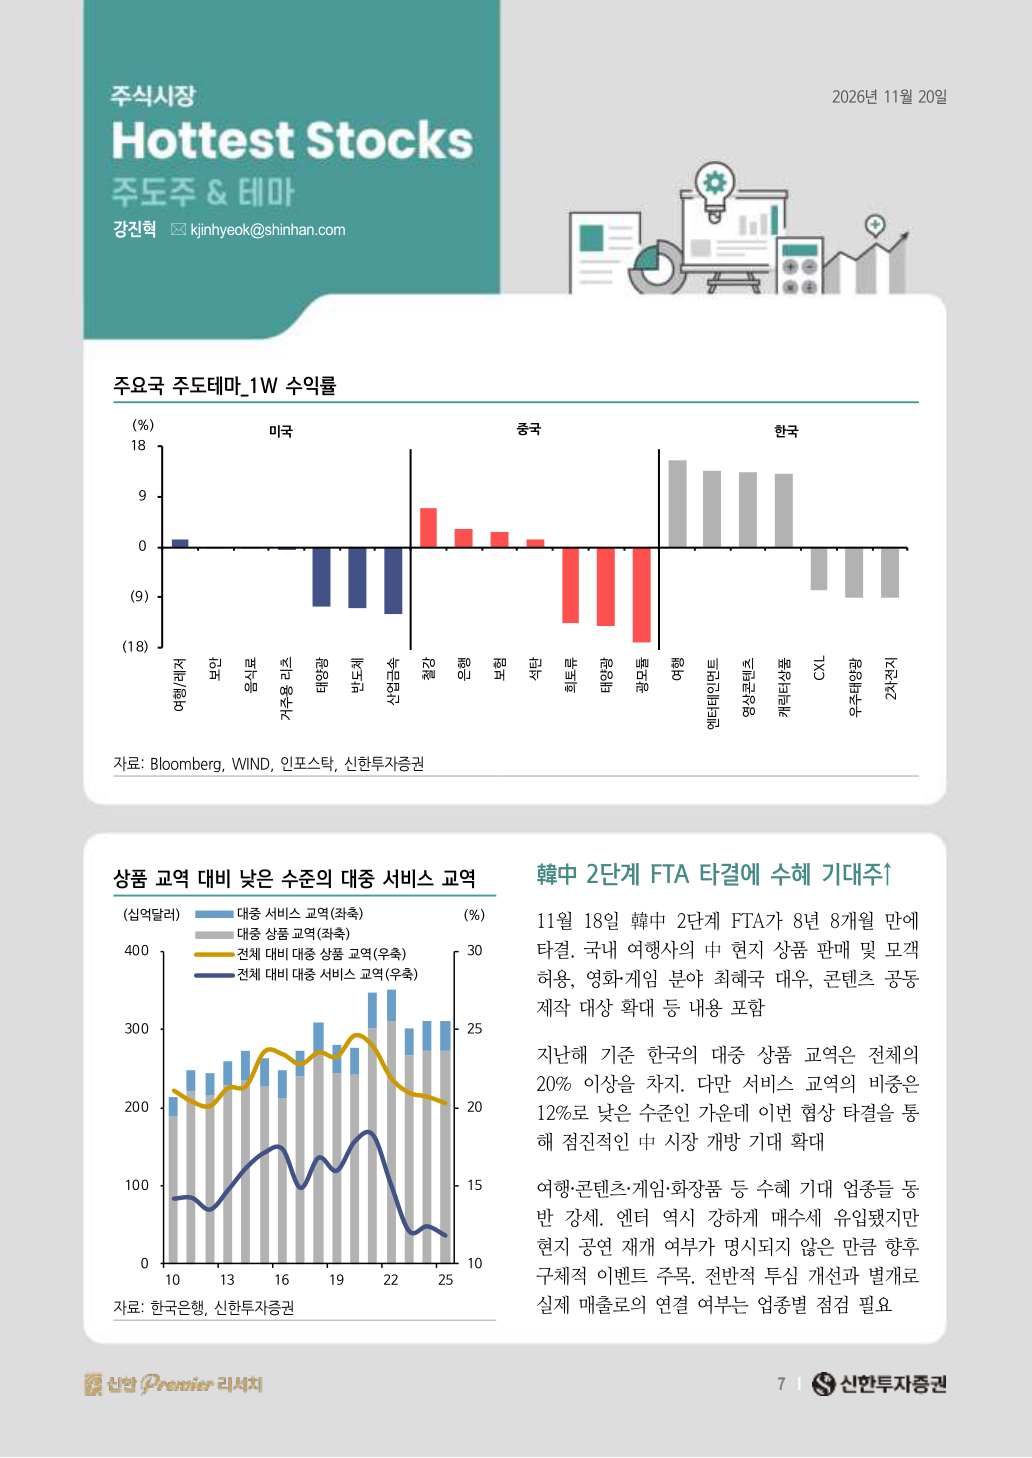 주식시장
Hottest Stocks
주도주 & 테마
강진혁 kjinhyeok@shinhan.com
2026년 11월 20일
주요국 주도테마_1W 수익률
(%)
미국
중국
한국
18
9
0
(9)
(18)
여행/레저
보안
음식료
거주용 리츠
태양광
반도체
산업금속
철강
은행
보험
석탄
희토류
태양광
광모듈
여행
엔터테인먼트
영상콘텐츠
캐릭터상품
CXL
우주태양광
2차전지
자료: Bloomberg, WIND, 인포스탁, 신한투자증권
상품 교역 대비 낮은 수준의 대중 서비스 교역
(십억달러)
(%)
대중 서비스 교역(좌축)
대중 상품 교역(좌축)
전체 대비 대중 상품 교역(우축)
전체 대비 대중 서비스 교역(우축)
400
300
200
100
0
30
25
20
15
10
10 13 16 19 22 25
자료: 한국은행, 신한투자증권
韓中 2단계 FTA 타결에 수혜 기대주↑
11월 18일 韓中 2단계 FTA가 8년 8개월 만에
타결. 국내 여행사의 中 현지 상품 판매 및 모객
허용, 영화·게임 분야 최혜국 대우, 콘텐츠 공동
제작 대상 확대 등 내용 포함
지난해 기준 한국의 대중 상품 교역은 전체의
20% 이상을 차지. 다만 서비스 교역의 비중은
12%로 낮은 수준인 가운데 이번 협상 타결을 통
해 점진적인 中 시장 개방 기대 확대
여행·콘텐츠·게임·화장품 등 수혜 기대 업종들 동
반 강세. 엔터 역시 강하게 매수세 유입됐지만
현지 공연 재개 여부가 명시되지 않은 만큼 향후
구체적 이벤트 주목. 전반적 투심 개선과 별개로
실제 매출로의 연결 여부는 업종별 점검 필요
신한 Premier 리서치
7
신한투자증권